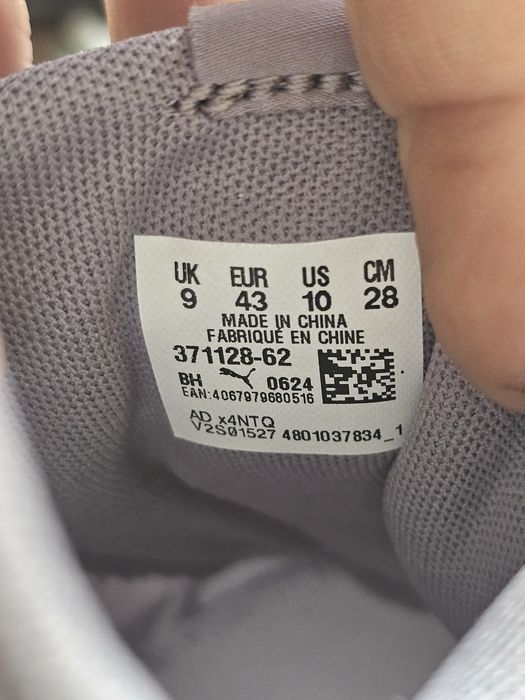 UK EUR US CM
9 43 10 28
MADE IN CHINA
FABRIQUÉ EN CHINE
371128-62
BH 0624
EAN:4067979680516
AD x4NTQ
V2S01527 4801037834_1